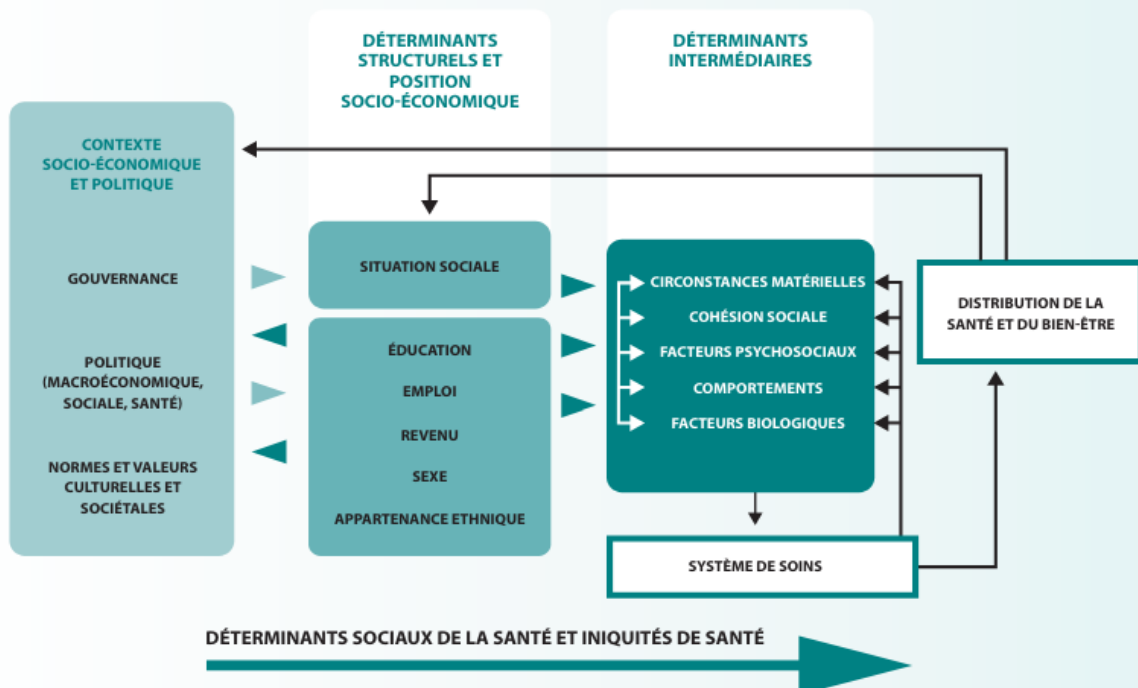 DÉTERMINANTS
STRUCTURELS ET
POSITION
SOCIO-ÉCONOMIQUE
DÉTERMINANTS
INTERMÉDIAIRES
CONTEXTE
SOCIO-ÉCONOMIQUE
ET POLITIQUE
GOUVERNANCE
POLITIQUE
(MACROÉCONOMIQUE,
SOCIALE, SANTÉ)
NORMES ET VALEURS
CULTURELLES ET
SOCIÉTALES
SITUATION SOCIALE
ÉDUCATION
EMPLOI
REVENU
SEXE
APPARTENANCE ETHNIQUE
CIRCONSTANCES MATÉRIELLES
COHÉSION SOCIALE
FACTEURS PSYCHOSOCIAUX
COMPORTEMENTS
FACTEURS BIOLOGIQUES
SYSTÈME DE SOINS
DISTRIBUTION DE LA
SANTÉ ET DU BIEN-ÊTRE
DÉTERMINANTS SOCIAUX DE LA SANTÉ ET INIQUITÉS DE SANTÉ